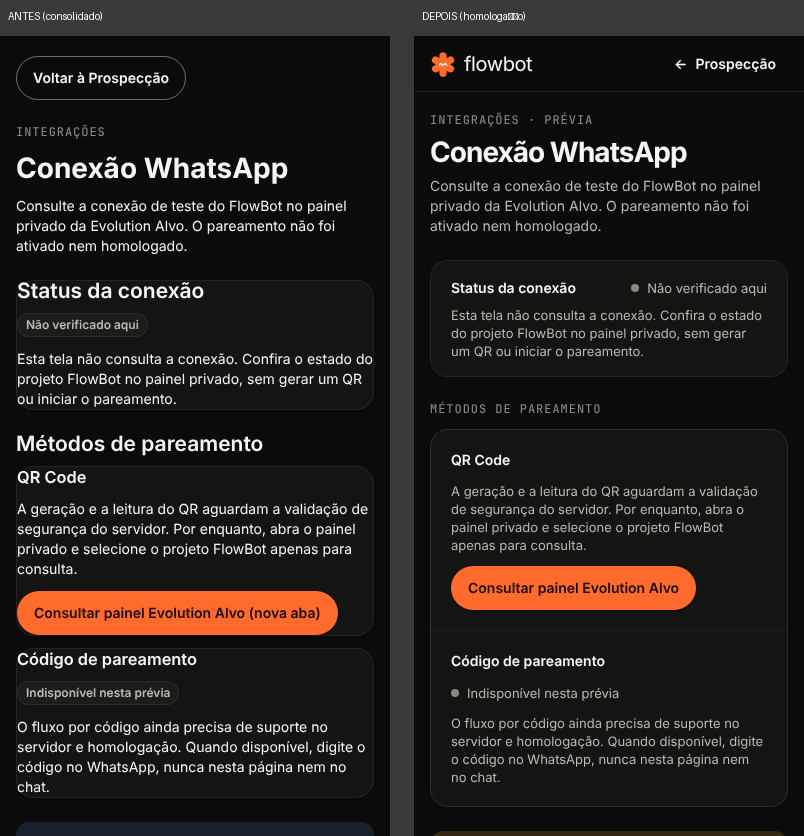 ANTES (consolidado)
Voltar à Prospecção
INTEGRAÇÕES
Conexão WhatsApp
Consulte a conexão de teste do FlowBot no painel
privado da Evolution Alvo. O pareamento não foi
ativado nem homologado.
Status da conexão
Não verificado aqui
Esta tela não consulta a conexão. Confira o estado do
projeto FlowBot no painel privado, sem gerar um QR
ou iniciar o pareamento.
Métodos de pareamento
QR Code
A geração e a leitura do QR aguardam a validação de
segurança do servidor. Por enquanto, abra o painel
privado e selecione o projeto FlowBot apenas para
consulta.
Consultar painel Evolution Alvo (nova aba)
Código de pareamento
Indisponível nesta prévia
O fluxo por código ainda precisa de suporte no
servidor e homologação. Quando disponível, digite o
código no WhatsApp, nunca nesta página nem no
chat.
DEPOIS
flowbot
← Prospecção
INTEGRAÇÕES · PRÉVIA
Conexão WhatsApp
Consulte a conexão de teste do FlowBot no painel
privado da Evolution Alvo. O pareamento não foi
ativado nem homologado.
Status da conexão
Não verificado aqui
Esta tela não consulta a conexão. Confira o estado
do projeto FlowBot no painel privado, sem gerar
um QR ou iniciar o pareamento.
MÉTODOS DE PAREAMENTO
QR Code
A geração e a leitura do QR aguardam a validação
de segurança do servidor. Por enquanto, abra o
painel privado e selecione o projeto FlowBot
apenas para consulta.
Consultar painel Evolution Alvo
Código de pareamento
Indisponível nesta prévia
O fluxo por código ainda precisa de suporte no
servidor e homologação. Quando disponível, digite
o código no WhatsApp, nunca nesta página nem
no chat.